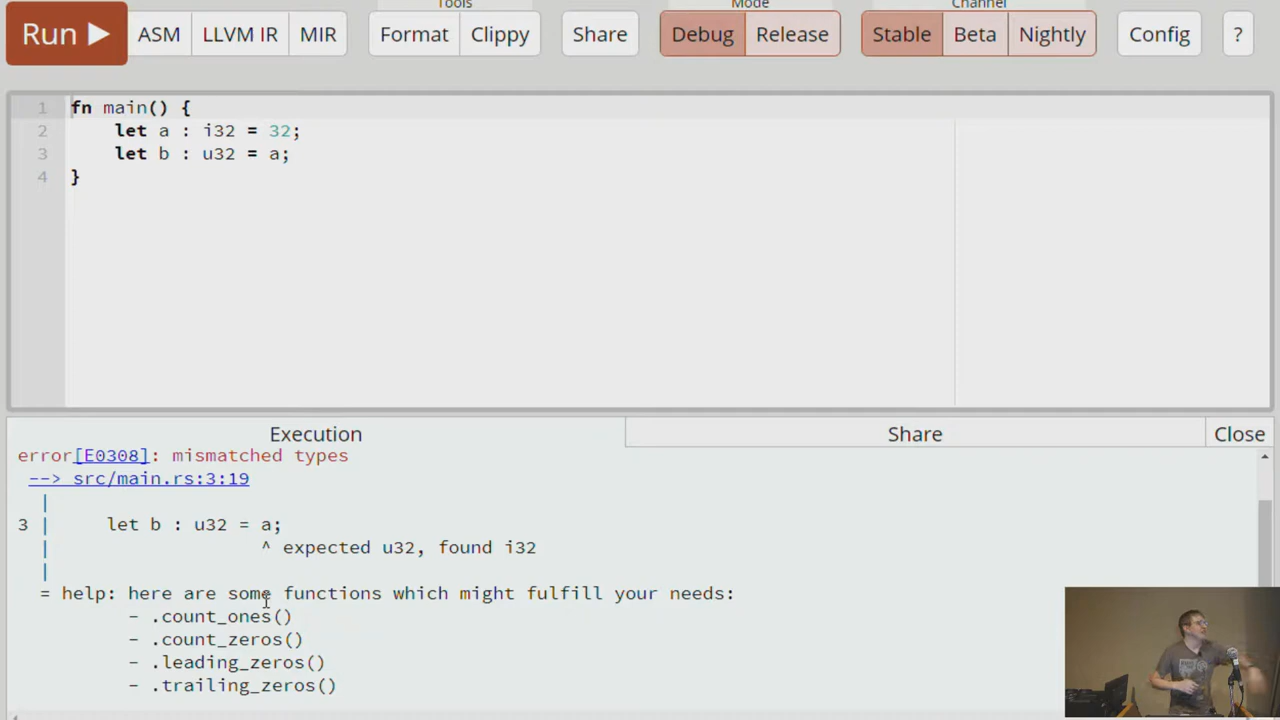 Tools Mode Channel
Run ▶ ASM LLVM IR MIR Format Clippy Share Debug Release Stable Beta Nightly Config ?
1 fn main() {
2 let a : i32 = 32;
3 let b : u32 = a;
4 }
Execution Share Close
error[E0308]: mismatched types
--> src/main.rs:3:19
|
3 | let b : u32 = a;
| ^ expected u32, found i32
|
= help: here are some functions which might fulfill your needs:
- .count_ones()
- .count_zeros()
- .leading_zeros()
- .trailing_zeros()